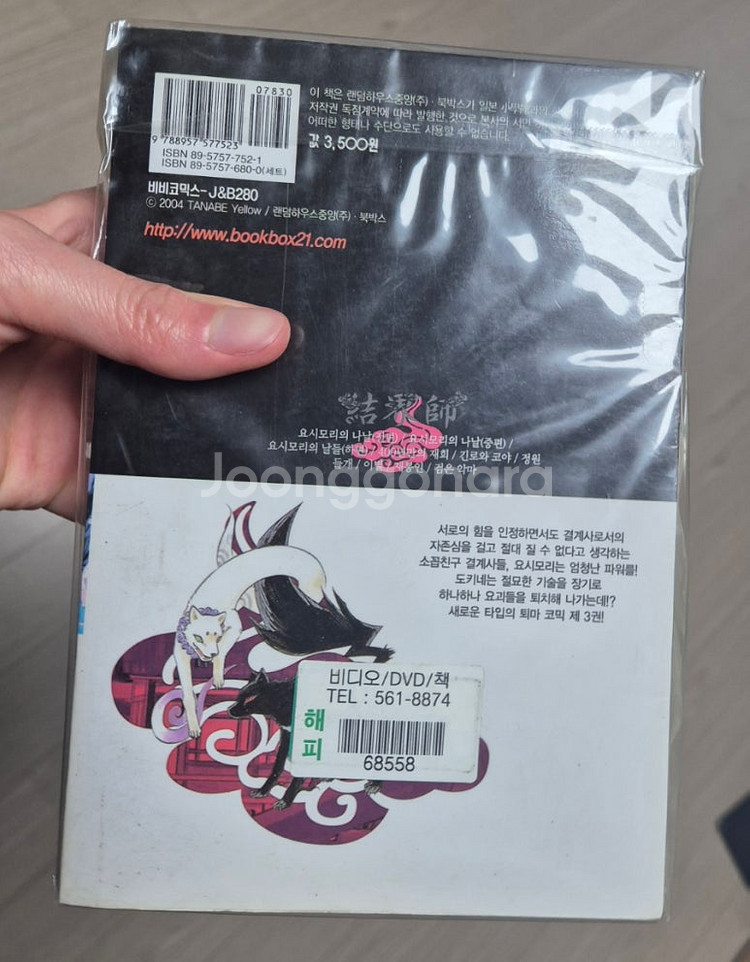 07830
9 788957 577523
ISBN 89-5757-752-1
ISBN 89-5757-680-0(세트)
이 책은 랜덤하우스중앙(주)·북박스가 일본
저작권 독점계약에 따라 발행한 것으로 본사의 서면
어떠한 형태나 수단으로도 사용할 수 없습니다.
값 3,500원
비비코믹스-J&B280
ⓒ 2004 TANABE Yellow / 랜덤하우스중앙(주)·북박스
http://www.bookbox21.com
結界師
요시모리의 나날(전편) / 요시모리의 나날(중편) /
요시모리의 날들(하편) / 400년만의 재회 / 긴로와 코야 / 정원
들개 / 검은 악마
Joonggonara
서로의 힘을 인정하면서도 결계사로서의
자존심을 걸고 절대 질 수 없다고 생각하는
소꿉친구 결계사들, 요시모리는 엄청난 파워를!
도키네는 절묘한 기술을 장기로
하나하나 요괴들을 퇴치해 나가는데!?
새로운 타입의 퇴마 코믹 제 3권!
비디오/DVD/책
TEL : 561-8874
해피
68558